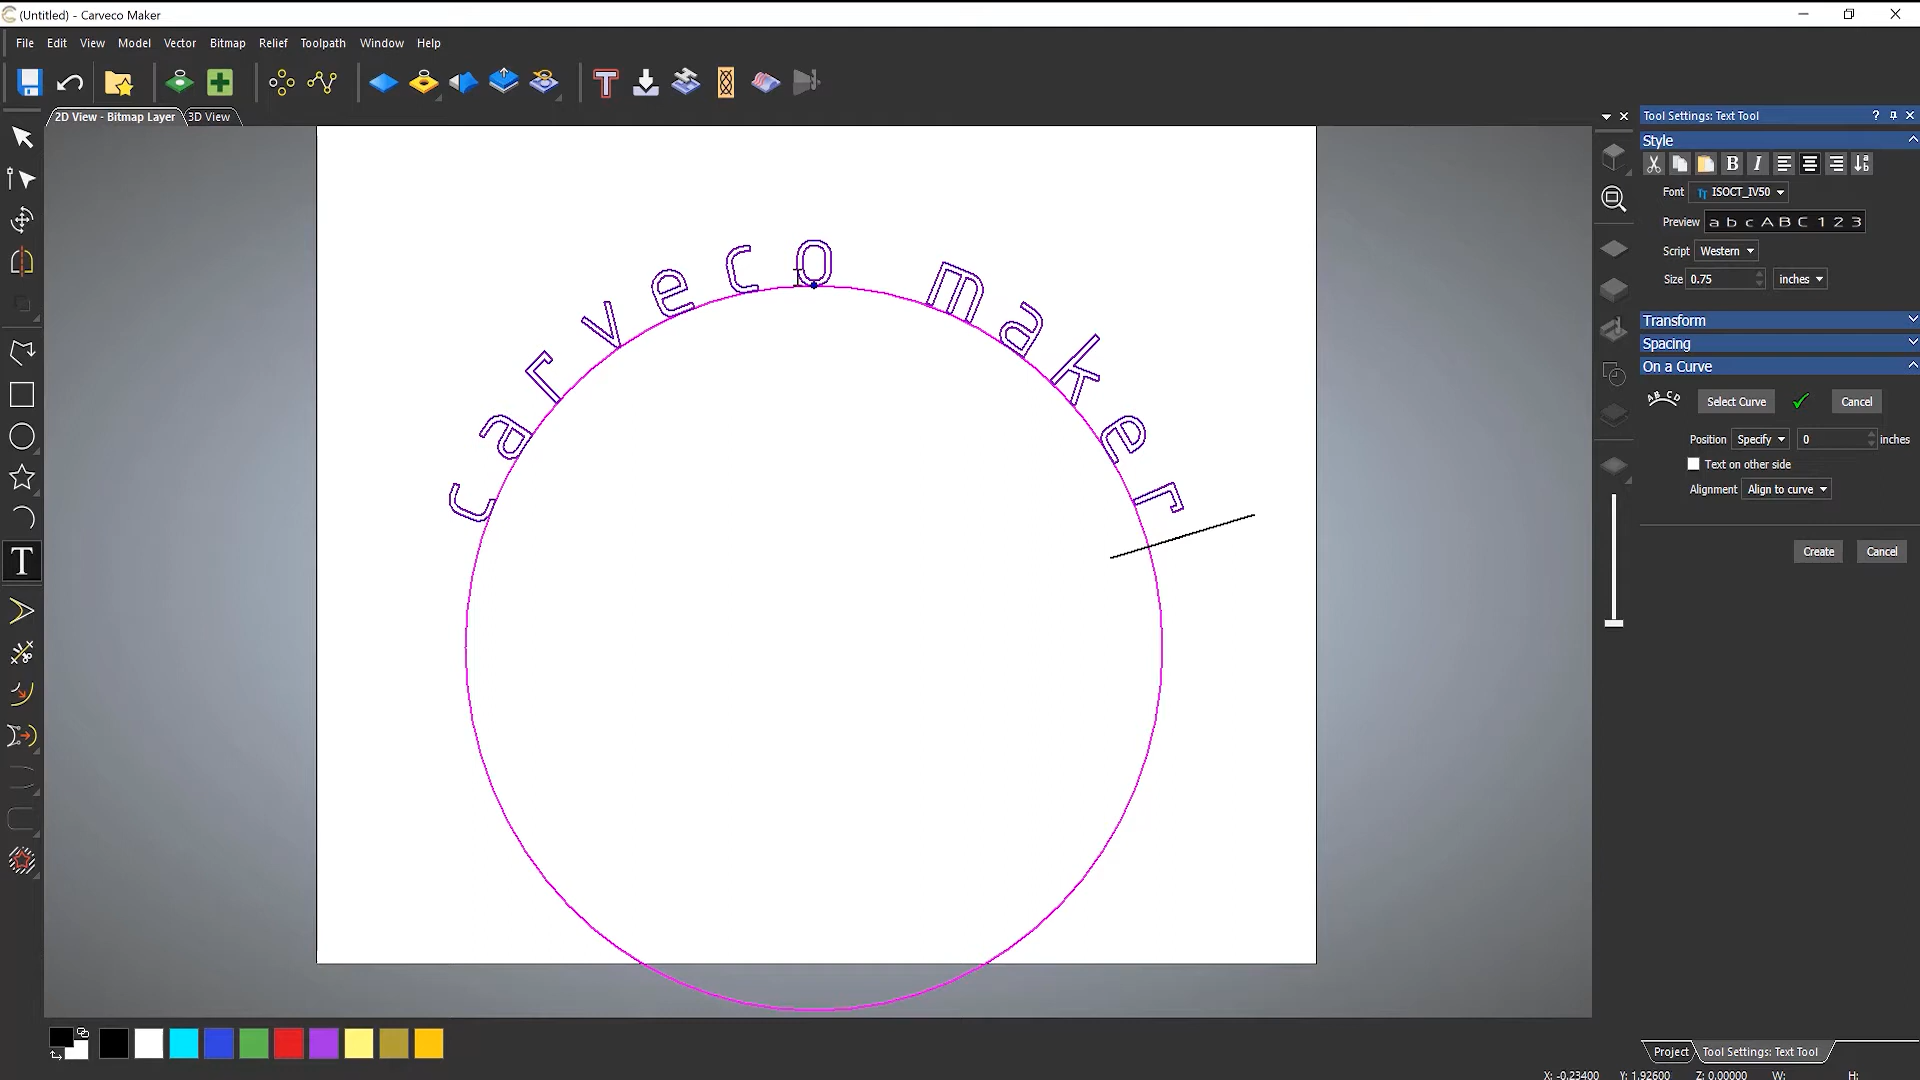 (Untitled) - Carveco Maker
File Edit View Model Vector Bitmap Relief Toolpath Window Help
2D View - Bitmap Layer 3D View
Tool Settings: Text Tool
Style
Font ISOCT_IV50
Preview a b c A B C 1 2 3
Script Western
Size 0.75 inches
Transform
Spacing
On a Curve
Select Curve Cancel
Position Specify 0 inches
Text on other side
Alignment Align to curve
Create Cancel
carveco maker
Project Tool Settings: Text Tool
X: -0.23400 Y: 1.92600 Z: 0.00000 W: H: